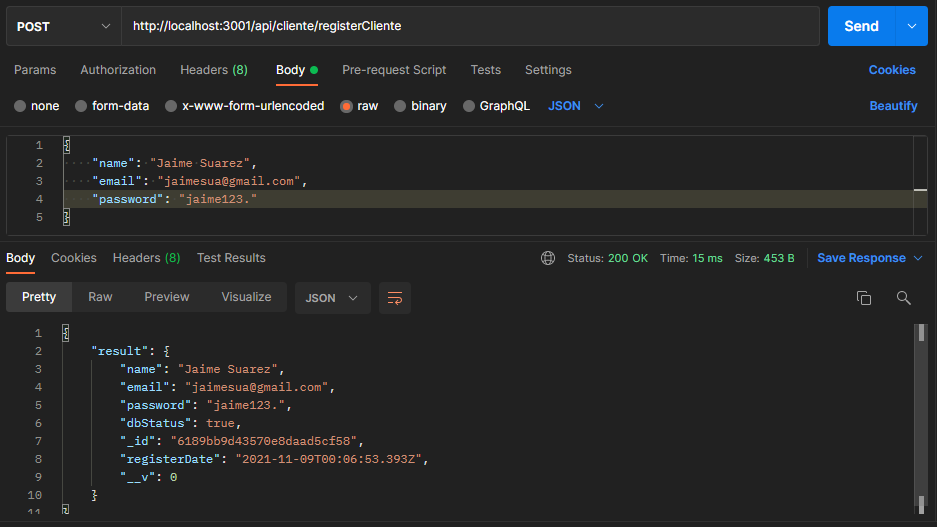 POST http://localhost:3001/api/cliente/registerCliente Send
Params Authorization Headers (8) Body Pre-request Script Tests Settings Cookies
none form-data x-www-form-urlencoded raw binary GraphQL JSON Beautify
1 {
2 "name": "Jaime Suarez",
3 "email": "jaimesua@gmail.com",
4 "password": "jaime123."
5 }
Body Cookies Headers (8) Test Results Status: 200 OK Time: 15 ms Size: 453 B Save Response
Pretty Raw Preview Visualize JSON
1 {
2 "result": {
3 "name": "Jaime Suarez",
4 "email": "jaimesua@gmail.com",
5 "password": "jaime123.",
6 "dbStatus": true,
7 "_id": "6189bb9d43570e8daad5cf58",
8 "registerDate": "2021-11-09T00:06:53.393Z",
9 "__v": 0
10 }
11 }